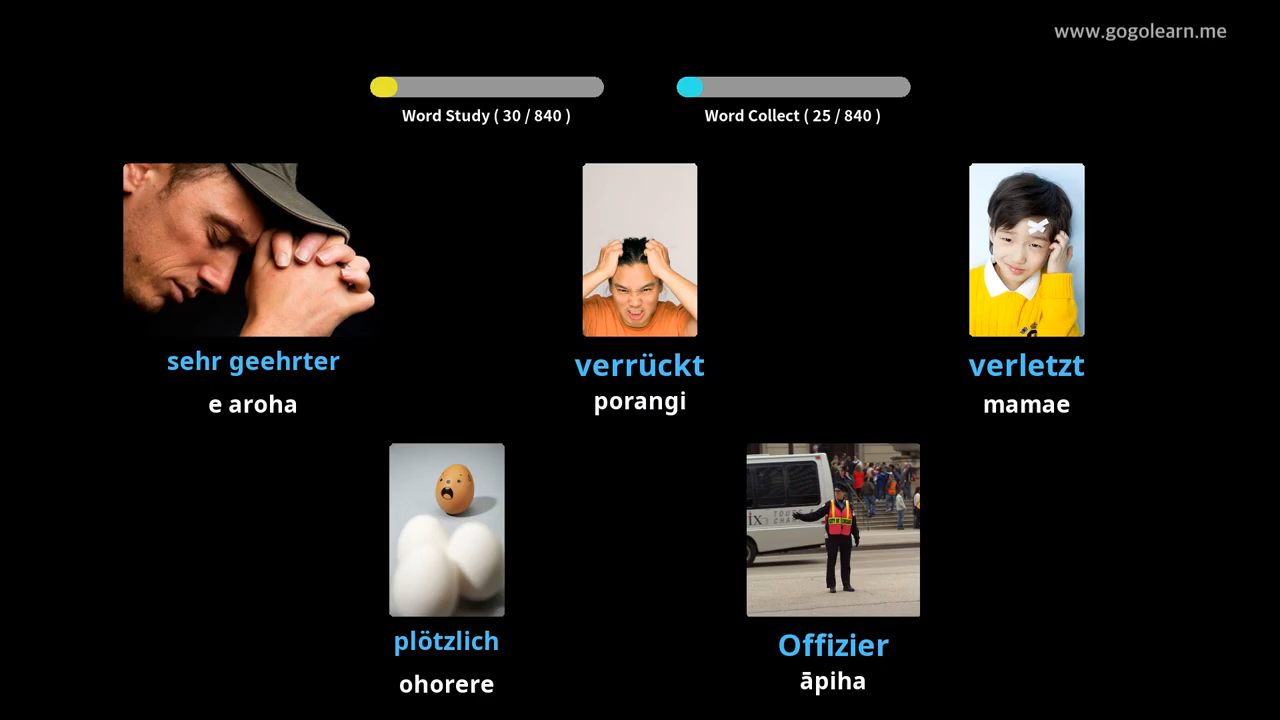 www.gogolearn.me
Word Study ( 30 / 840 )
Word Collect ( 25 / 840 )
sehr geehrter
verrückt
verletzt
e aroha
porangi
mamae
plötzlich
Offizier
ohorere
āpiha